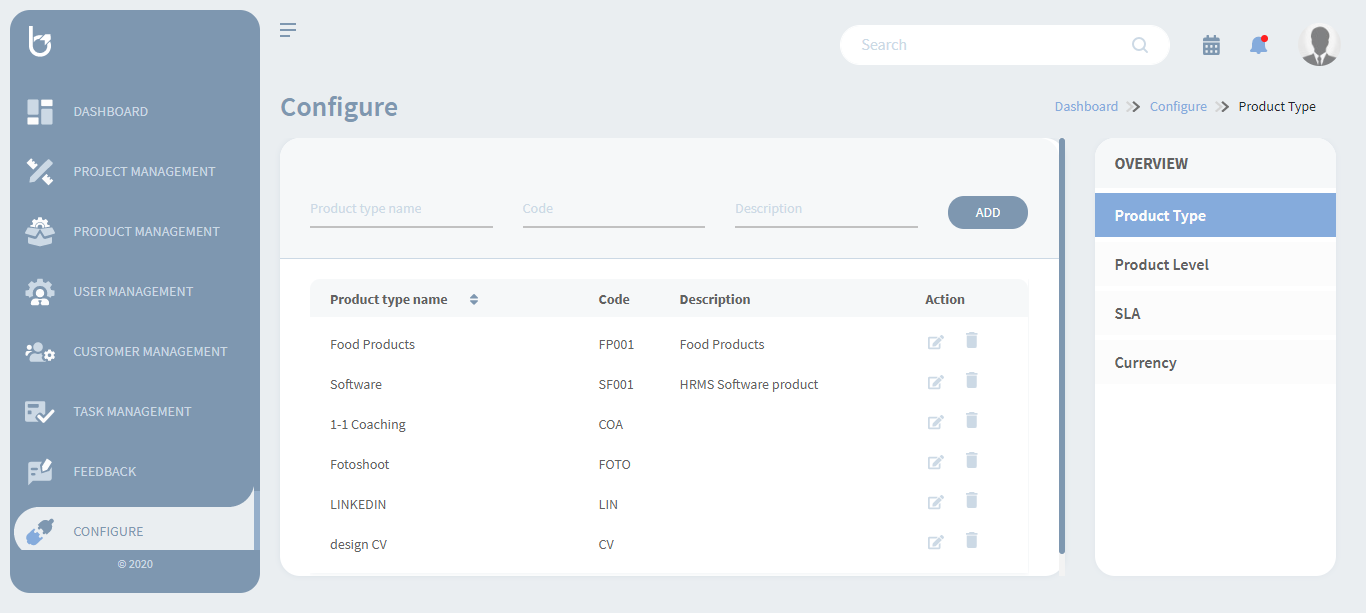 Search
Configure
Dashboard Configure Product Type
DASHBOARD
PROJECT MANAGEMENT
PRODUCT MANAGEMENT
USER MANAGEMENT
CUSTOMER MANAGEMENT
TASK MANAGEMENT
FEEDBACK
CONFIGURE
© 2020
Product type name Code Description ADD
Product type name Code Description Action
Food Products FP001 Food Products
Software SF001 HRMS Software product
1-1 Coaching COA
Fotoshoot FOTO
LINKEDIN LIN
design CV CV
OVERVIEW
Product Type
Product Level
SLA
Currency